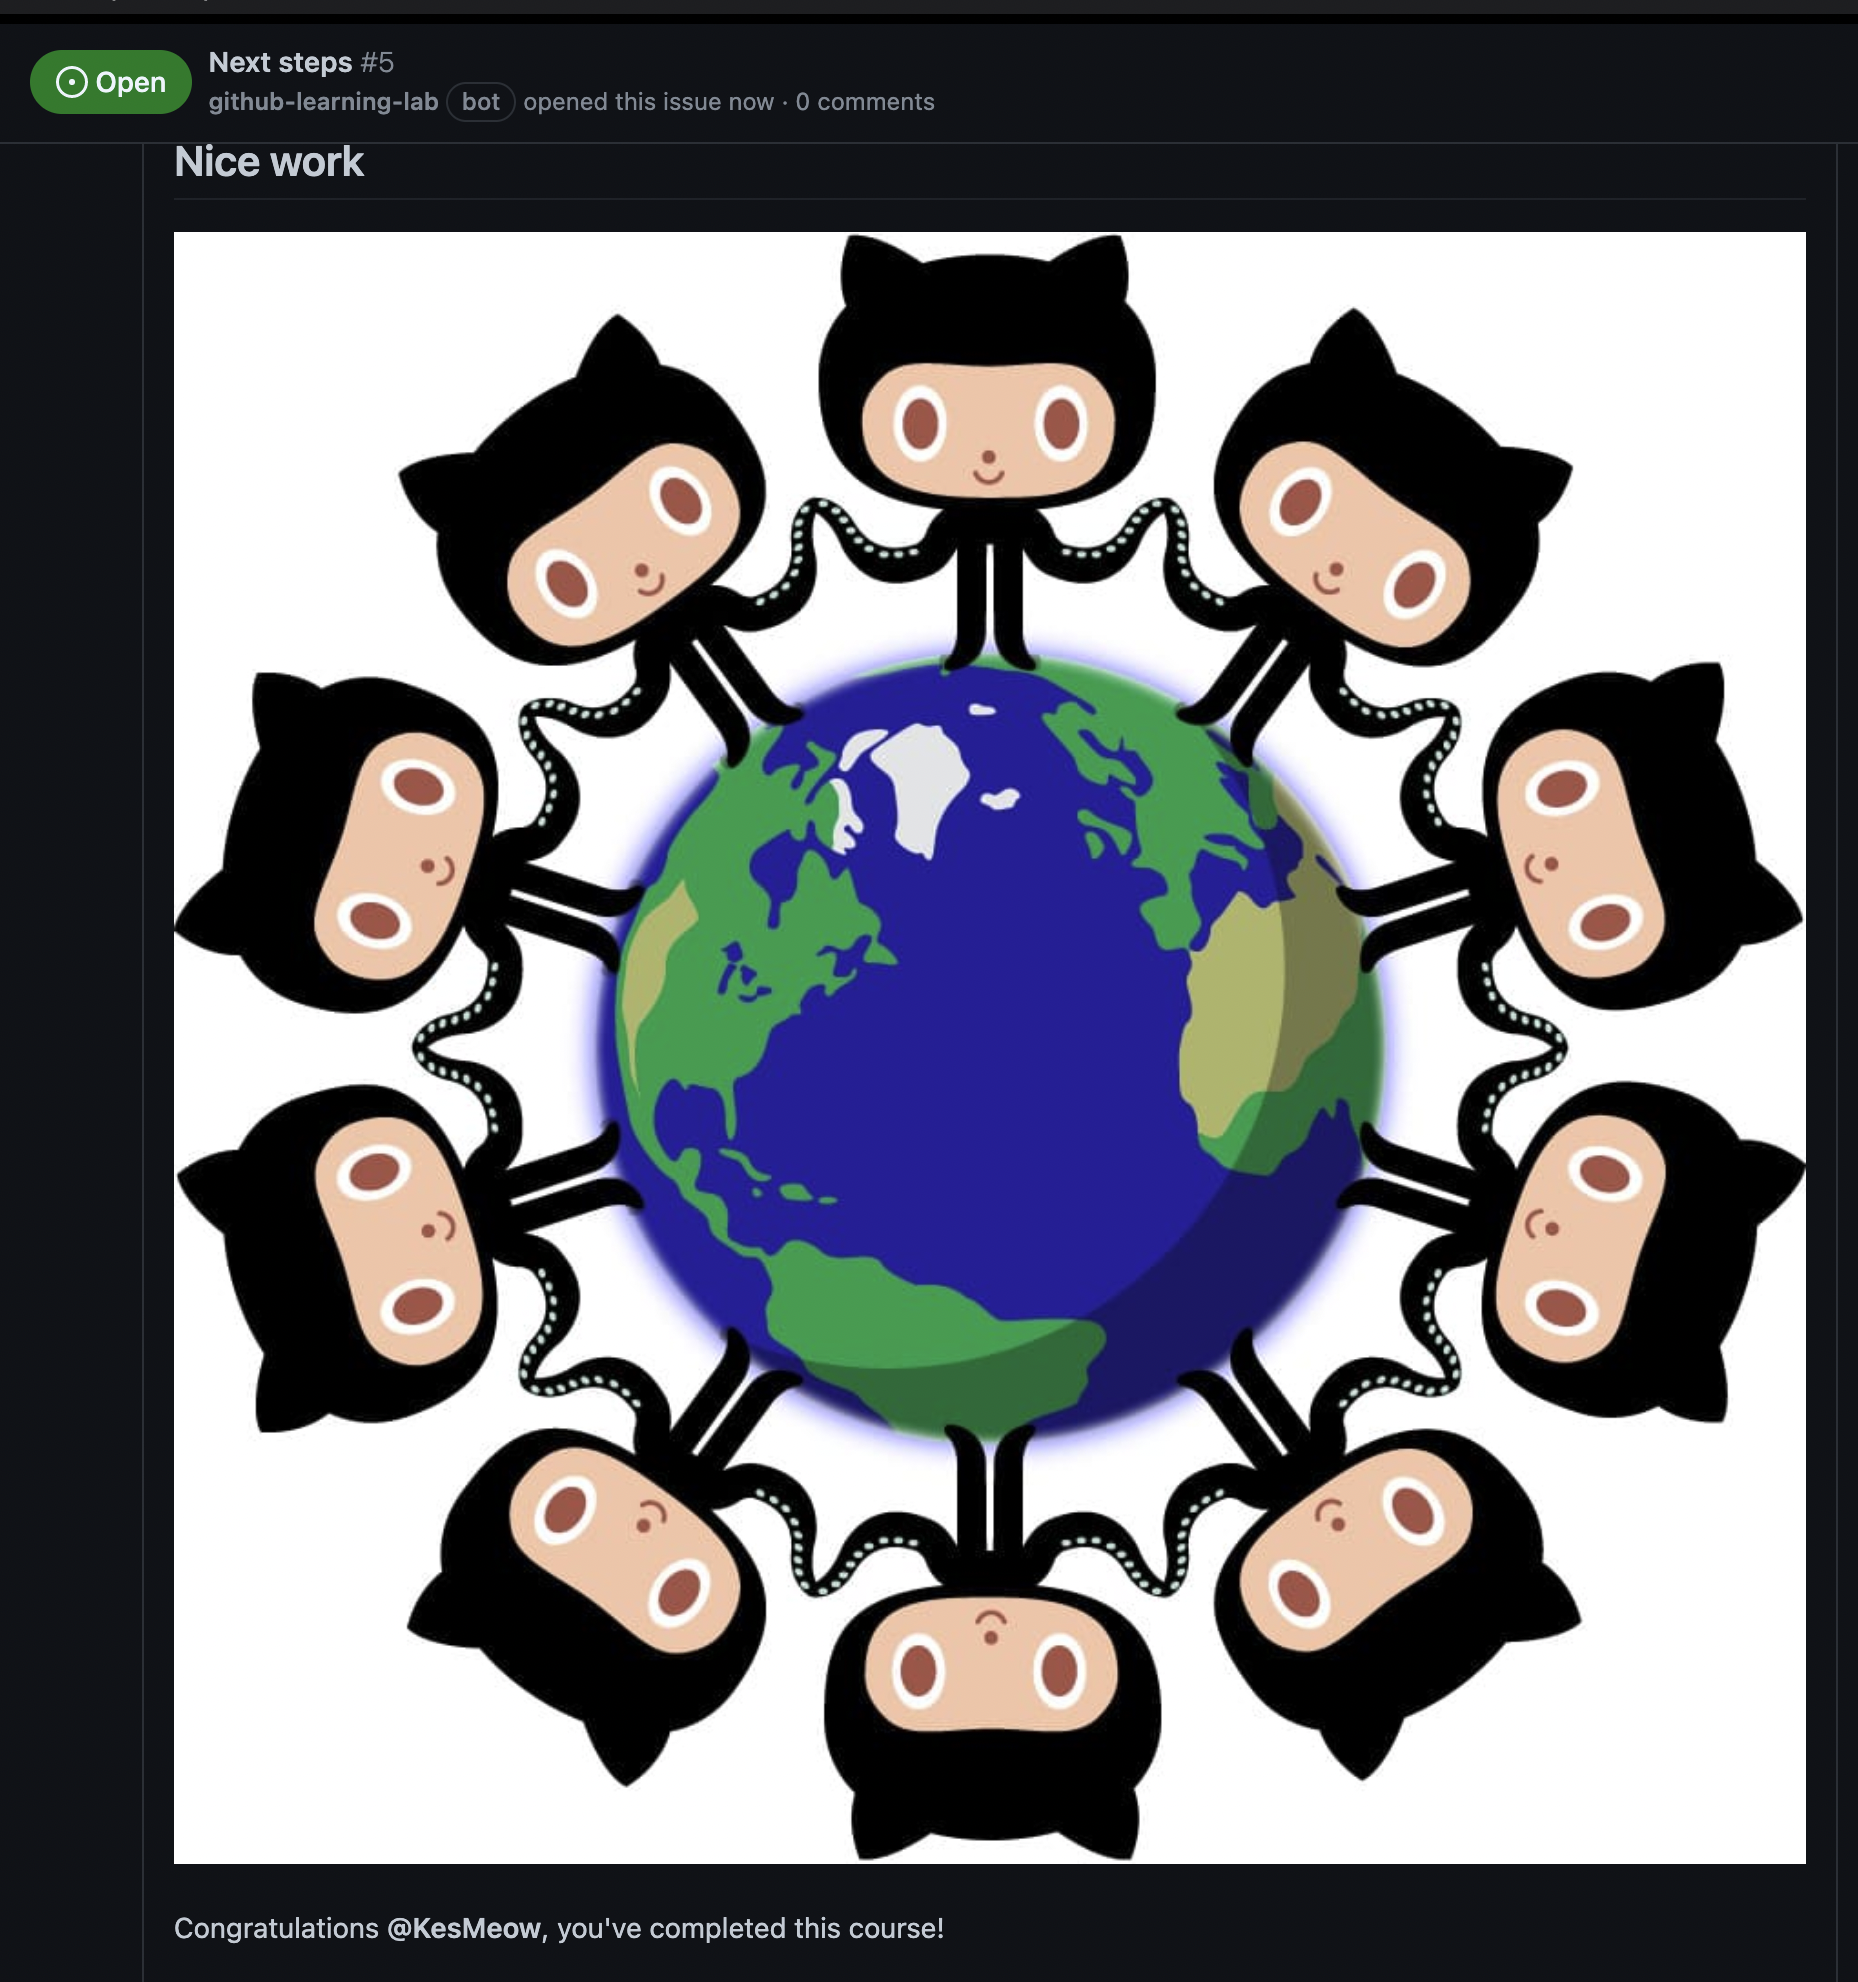 Open
Next steps #5
github-learning-lab bot opened this issue now · 0 comments
Nice work
Congratulations @KesMeow, you've completed this course!